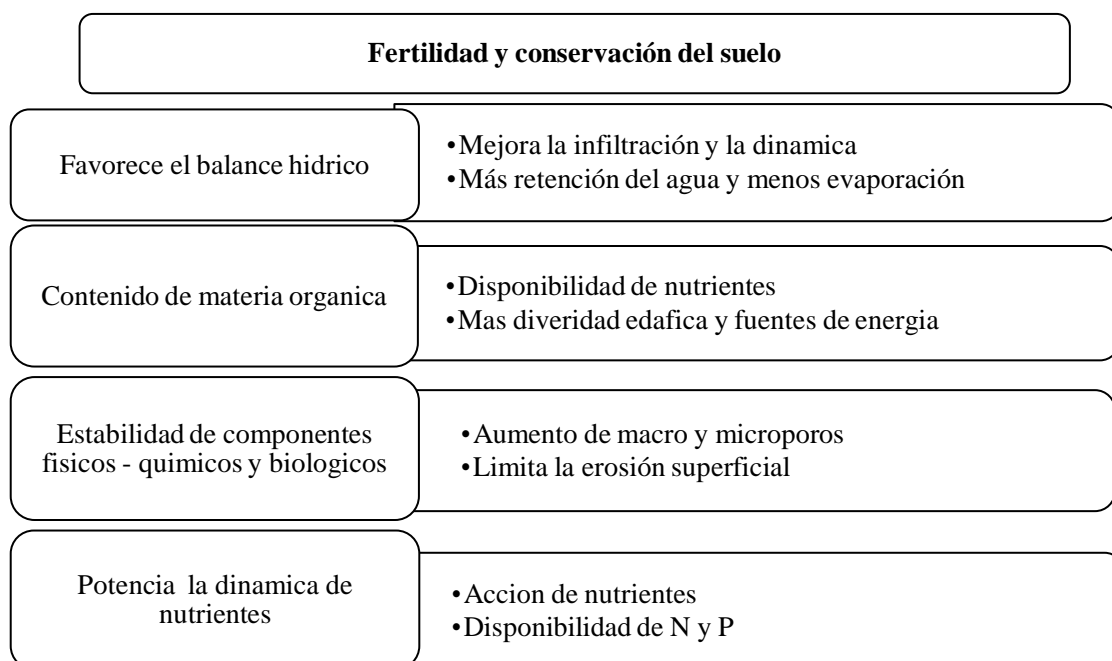 Fertilidad y conservación del suelo
Favorece el balance hidrico
•Mejora la infiltración y la dinamica
•Más retención del agua y menos evaporación
Contenido de materia organica
•Disponibilidad de nutrientes
•Mas diveridad edafica y fuentes de energia
Estabilidad de componentes
fisicos - quimicos y biologicos
•Aumento de macro y microporos
•Limita la erosión superficial
Potencia la dinamica de
nutrientes
•Accion de nutrientes
•Disponibilidad de N y P